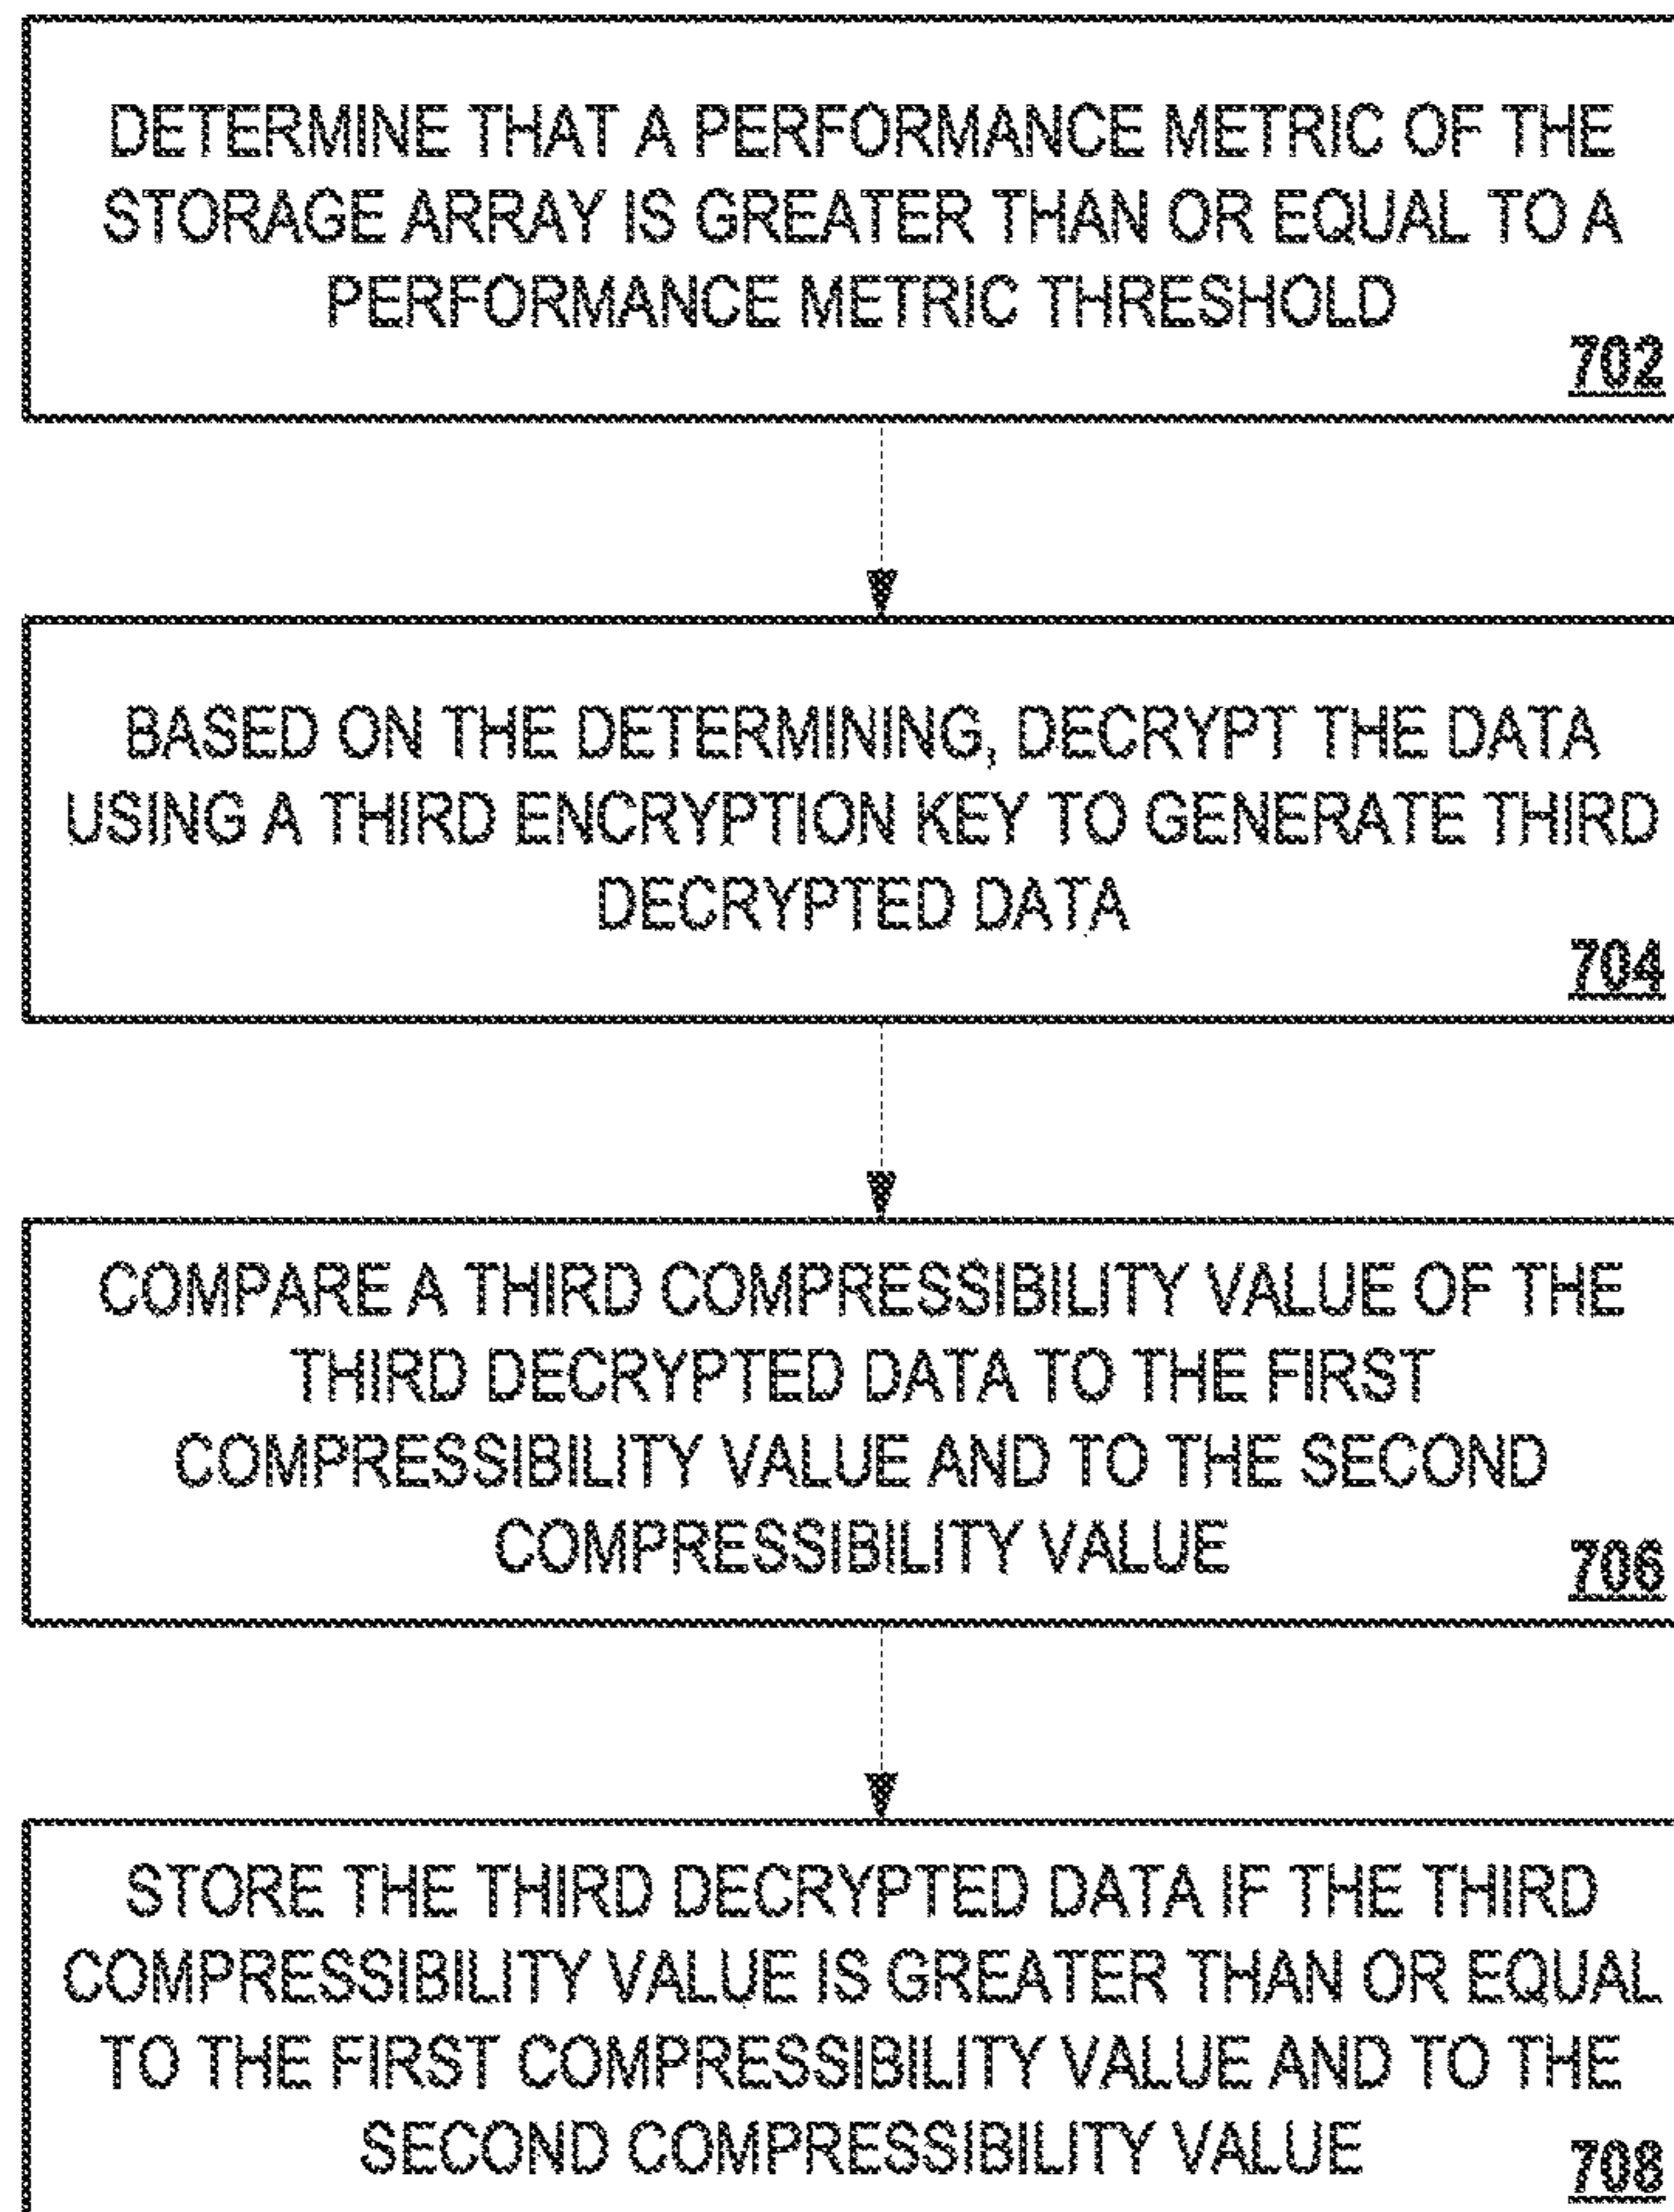 DETERMINE THAT A PERFORMANCE METRIC OF THE
STORAGE ARRAY IS GREATER THAN OR EQUAL TO A
PERFORMANCE METRIC THRESHOLD
702
BASED ON THE DETERMINING, DECRYPT THE DATA
USING A THIRD ENCRYPTION KEY TO GENERATE THIRD
DECRYPTED DATA
704
COMPARE A THIRD COMPRESSIBILITY VALUE OF THE
THIRD DECRYPTED DATA TO THE FIRST
COMPRESSIBILITY VALUE AND TO THE SECOND
COMPRESSIBILITY VALUE
706
STORE THE THIRD DECRYPTED DATA IF THE THIRD
COMPRESSIBILITY VALUE IS GREATER THAN OR EQUAL
TO THE FIRST COMPRESSIBILITY VALUE AND TO THE
SECOND COMPRESSIBILITY VALUE
708